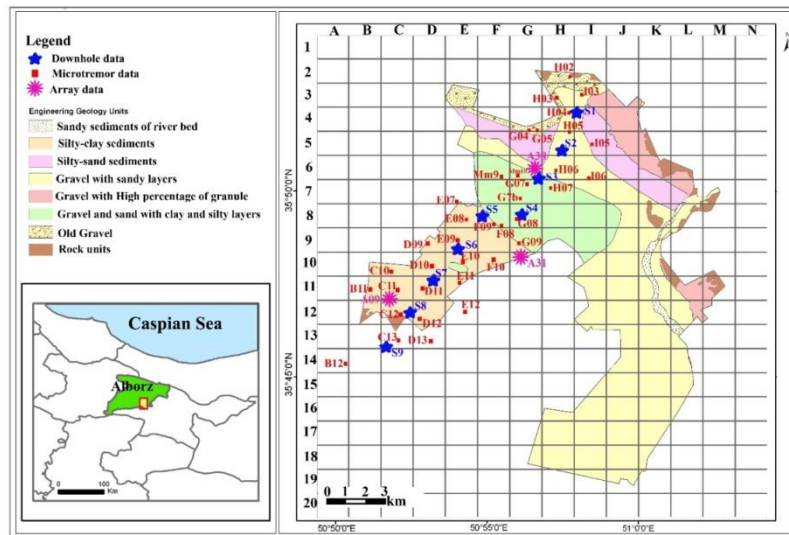 Legend
Downhole data
Microtremor data
Array data
Engineering Geology Units
Sandy sediments of river bed
Silty-clay sediments
Silty-sand sediments
Gravel with sandy layers
Gravel with High percentage of granule
Gravel and sand with clay and silty layers
Old Gravel
Rock units
Caspian Sea
Alborz
0 100
Km
A B C D E F G H I J K L M N
1
2
3
4
5
6
7
8
9
10
11
12
13
14
15
16
17
18
19
20
H02
H03 I03
H04 S1
G04 G05 H05
S2 I05
A33
Mm9 H06
G07 S3 H07 I06
E07 G7b
E08 S5 S4
F09 F08 G08
D09 E09 S6 G09
C10 D10 E10 F10 A31
S7
B11 C11 D11 E11
A09
C12 S8 D12 E12
C13 D13
S9
B12
35°50'0"N
35°45'0"N
0 1 2 3
km
50°50'0"E 50°55'0"E 51°0'0"E